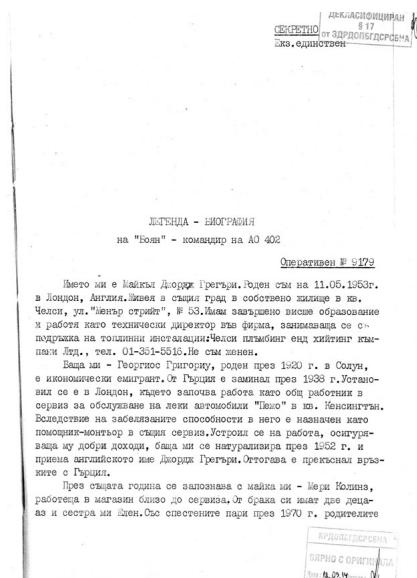 СЕКРЕТНО
Екз.единствен
ДЕКЛАСИФИЦИРАН
§ 17
от ЗДРДОПБГДСРСБНА
ЛЕГЕНДА - БИОГРАФИЯ
на "Боян" - командир на АО 402
Оперативен № 9179
Името ми е Майкъл Джордж Грегъри.Роден съм на 11.05.1953г.
в Лондон, Англия.Живея в същия град в собствено жилище в кв.
Челси, ул."Менър стрийт", № 53.Имам завършено висше образование
и работя като технически директор във фирма, занимаваща се с
подръжка на топлинни инсталации:Челси плъмбинг енд хийтинг към-
пани Лтд., тел. 01-351-5516.Не съм женен.
Баща ми - Георгиос Григориу, роден през 1920 г. в Солун,
е икономически емигрант.От Гърция е заминал през 1938 г.Устано-
вил се е в Лондон, където започва работа като общ работник в
сервиз за обслужване на леки автомобили "Пежо" в кв. Кенсингтън.
Вследствие на забелязаните способности в него е назначен като
помощник-монтьор в същия сервиз.Устроил се на работа, осигуря-
ваща му добри доходи, баща ми се натурализира през 1952 г. и
приема английското име Джордж Грегъри.Оттогава е прекъснал връз-
ките с Гърция.
През същата година се запознава с майка ми - Мери Колинз,
работеща в магазин близо до сервиза.От брака си имат две деца-
аз и сестра ми Елен.Със спестените пари през 1970 г. родителите
КРДОПБГДСРСБНА
ВЯРНО С ОРИГИНАЛА